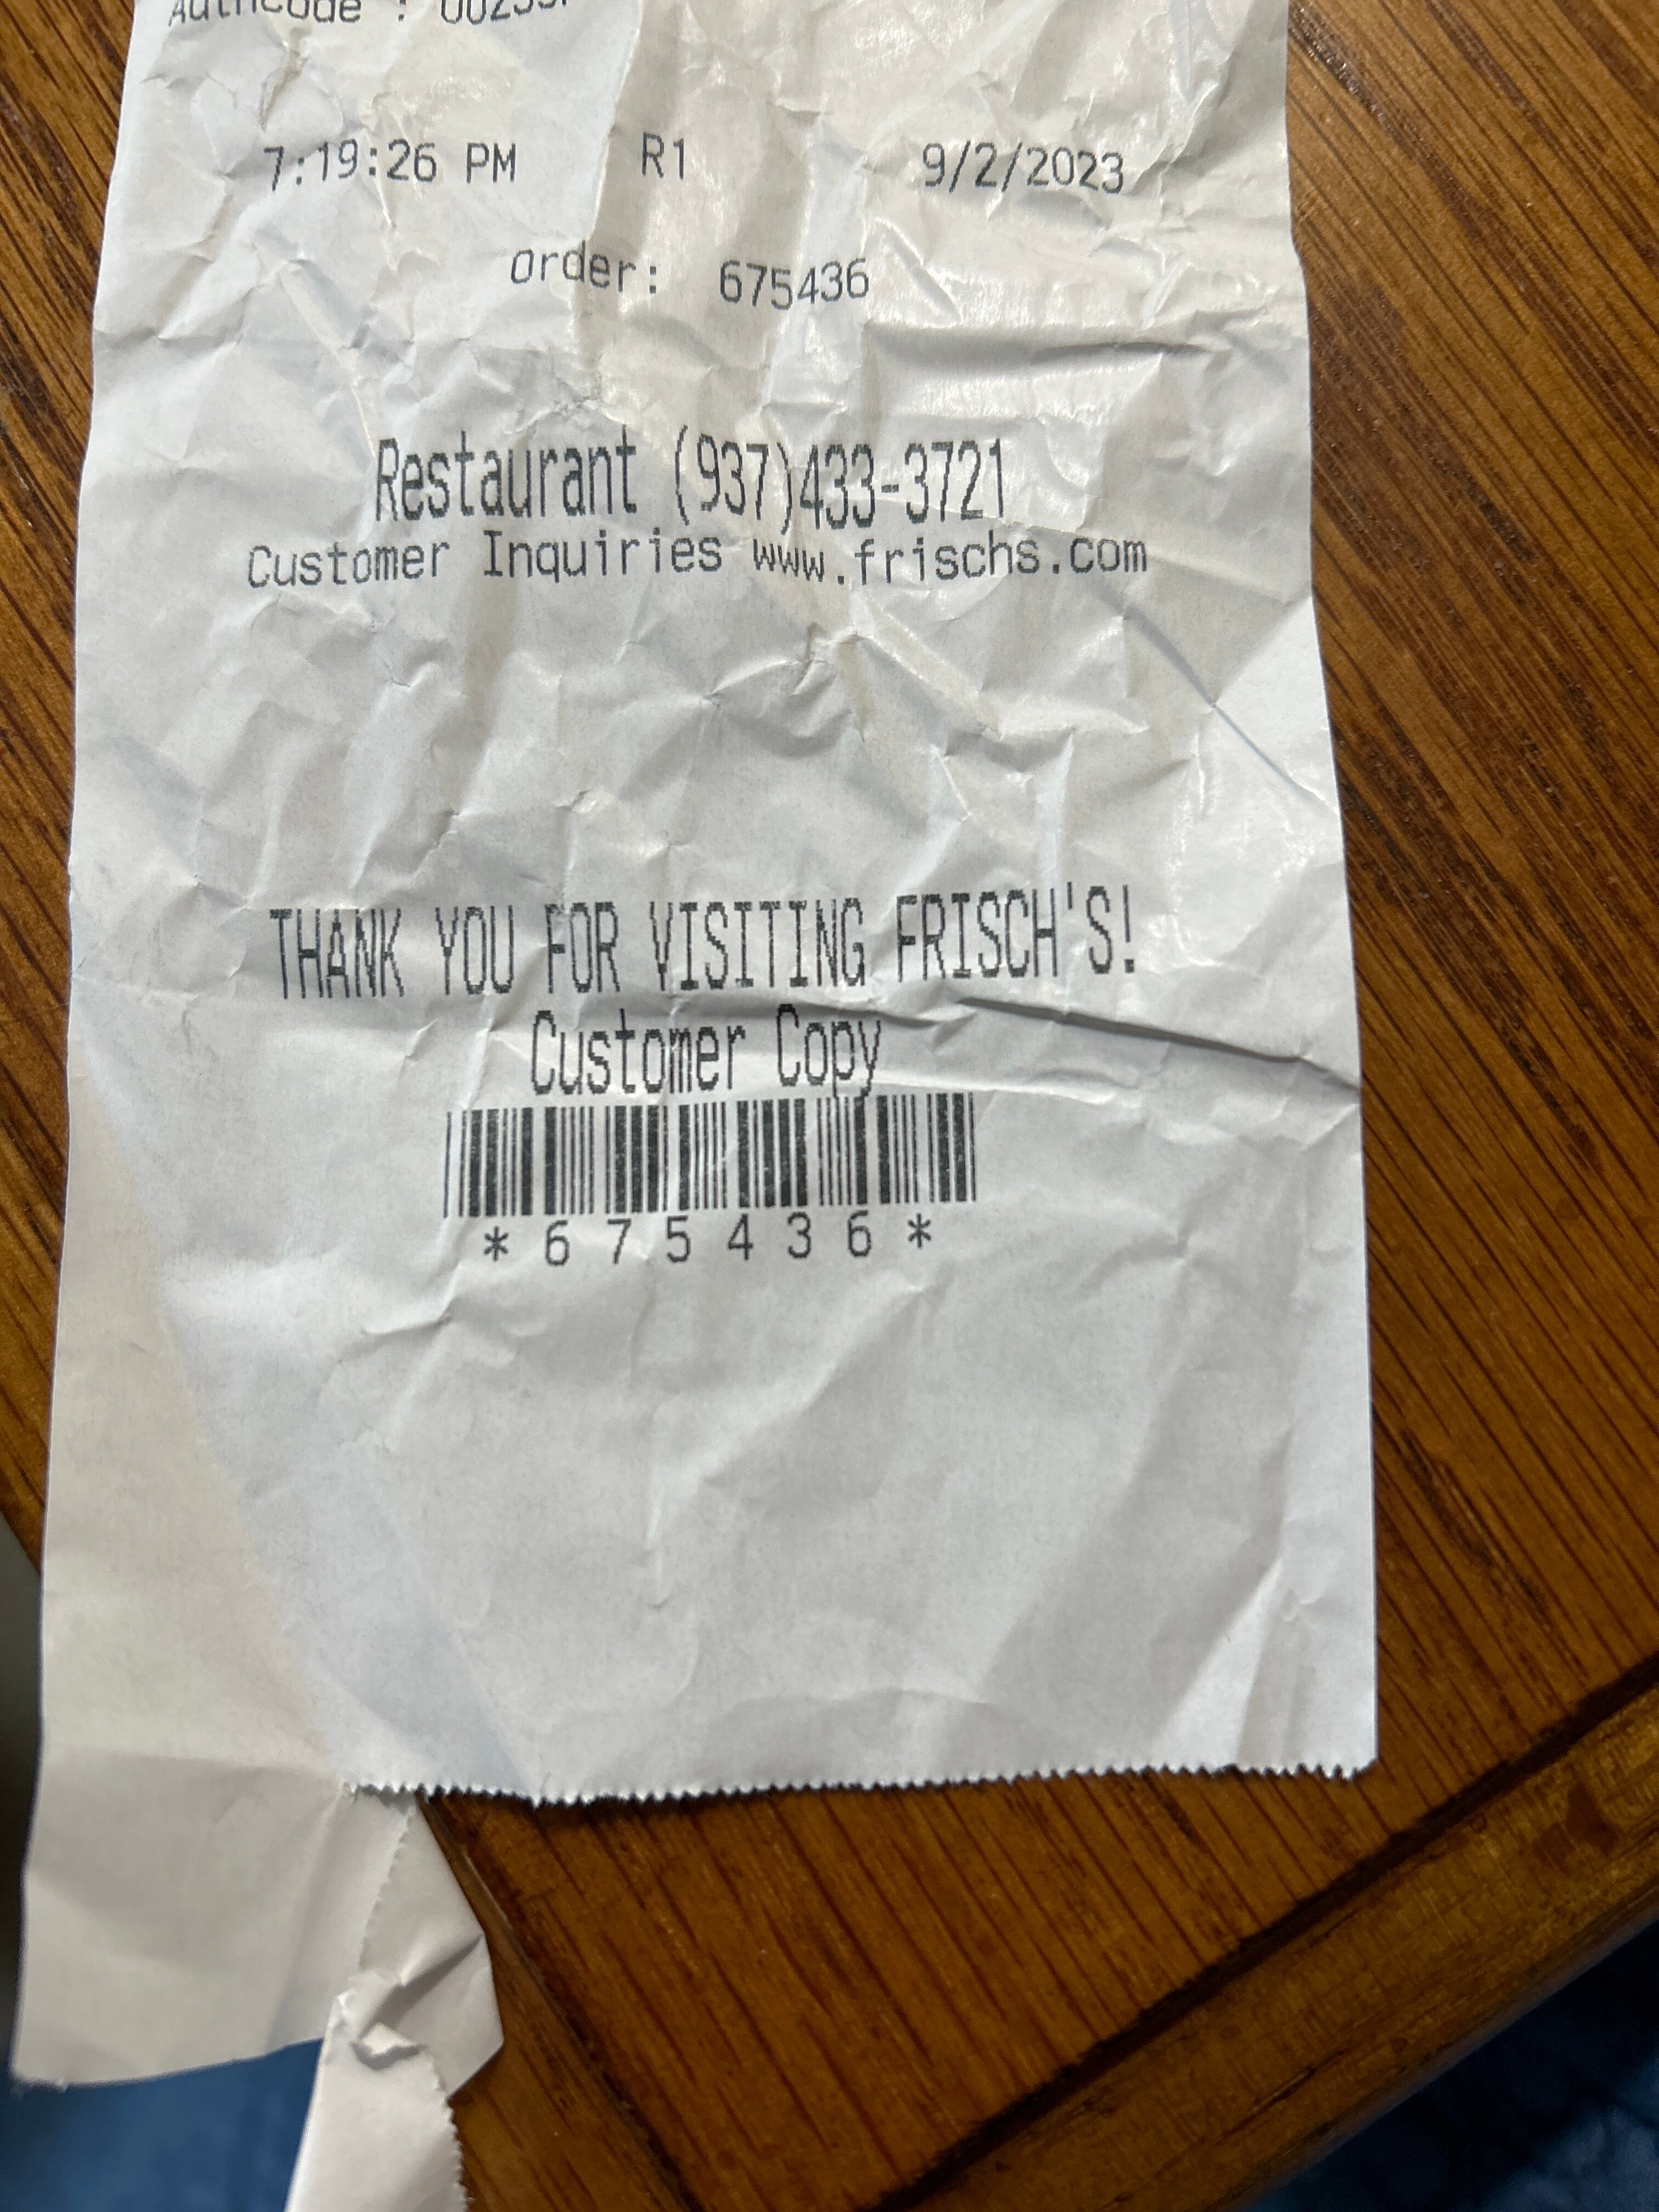 Authcode :
7:19:26 PM R1 9/2/2023
order: 675436
Restaurant (937)433-3721
Customer Inquiries www.frischs.com
THANK YOU FOR VISITING FRISCH'S!
Customer Copy
*675436*